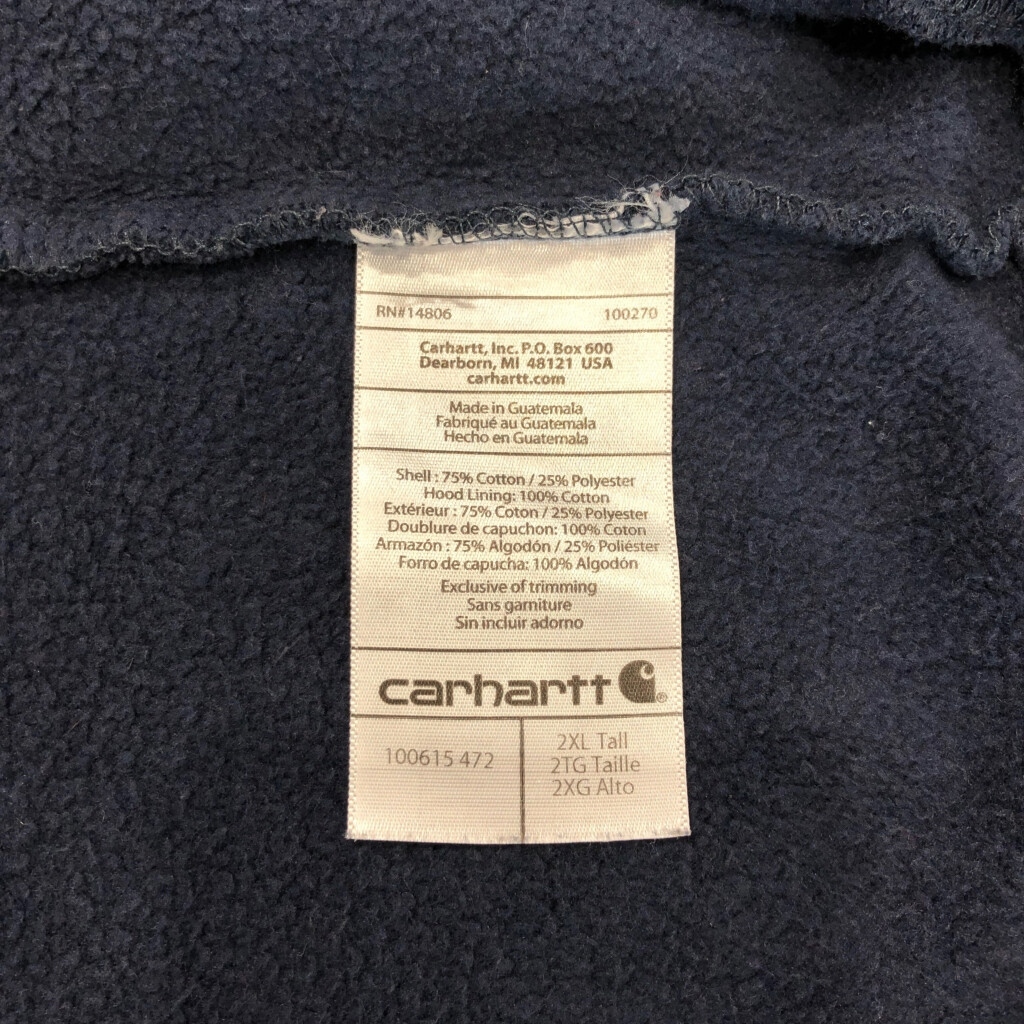 RN#14806 100270
Carhartt, Inc. P.O. Box 600
Dearborn, MI 48121 USA
carhartt.com
Made in Guatemala
Fabriqué au Guatemala
Hecho en Guatemala
Shell : 75% Cotton / 25% Polyester
Hood Lining: 100% Cotton
Extérieur : 75% Coton / 25% Polyester
Doublure de capuchon: 100% Coton
Armazón : 75% Algodón / 25% Poliéster
Forro de capucha: 100% Algodón
Exclusive of trimming
Sans garniture
Sin incluir adorno
carhartt ®
100615 472
2XL Tall
2TG Taille
2XG Alto